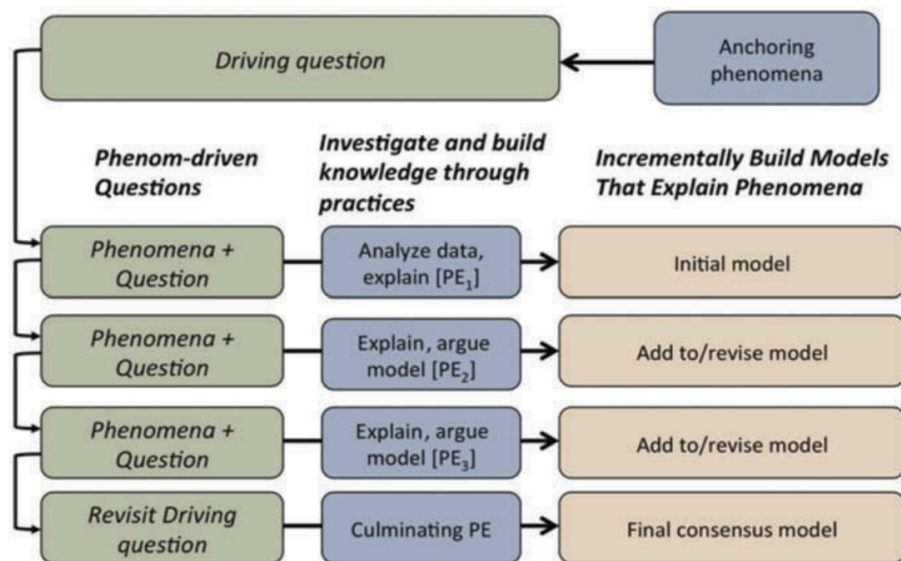 Driving question
Anchoring
phenomena
Phenom-driven
Questions
Investigate and build
knowledge through
practices
Incrementally Build Models
That Explain Phenomena
Phenomena +
Question
Analyze data,
explain [PE₁]
Initial model
Phenomena +
Question
Explain, argue
model [PE₂]
Add to/revise model
Phenomena +
Question
Explain, argue
model [PE₃]
Add to/revise model
Revisit Driving
question
Culminating PE
Final consensus model